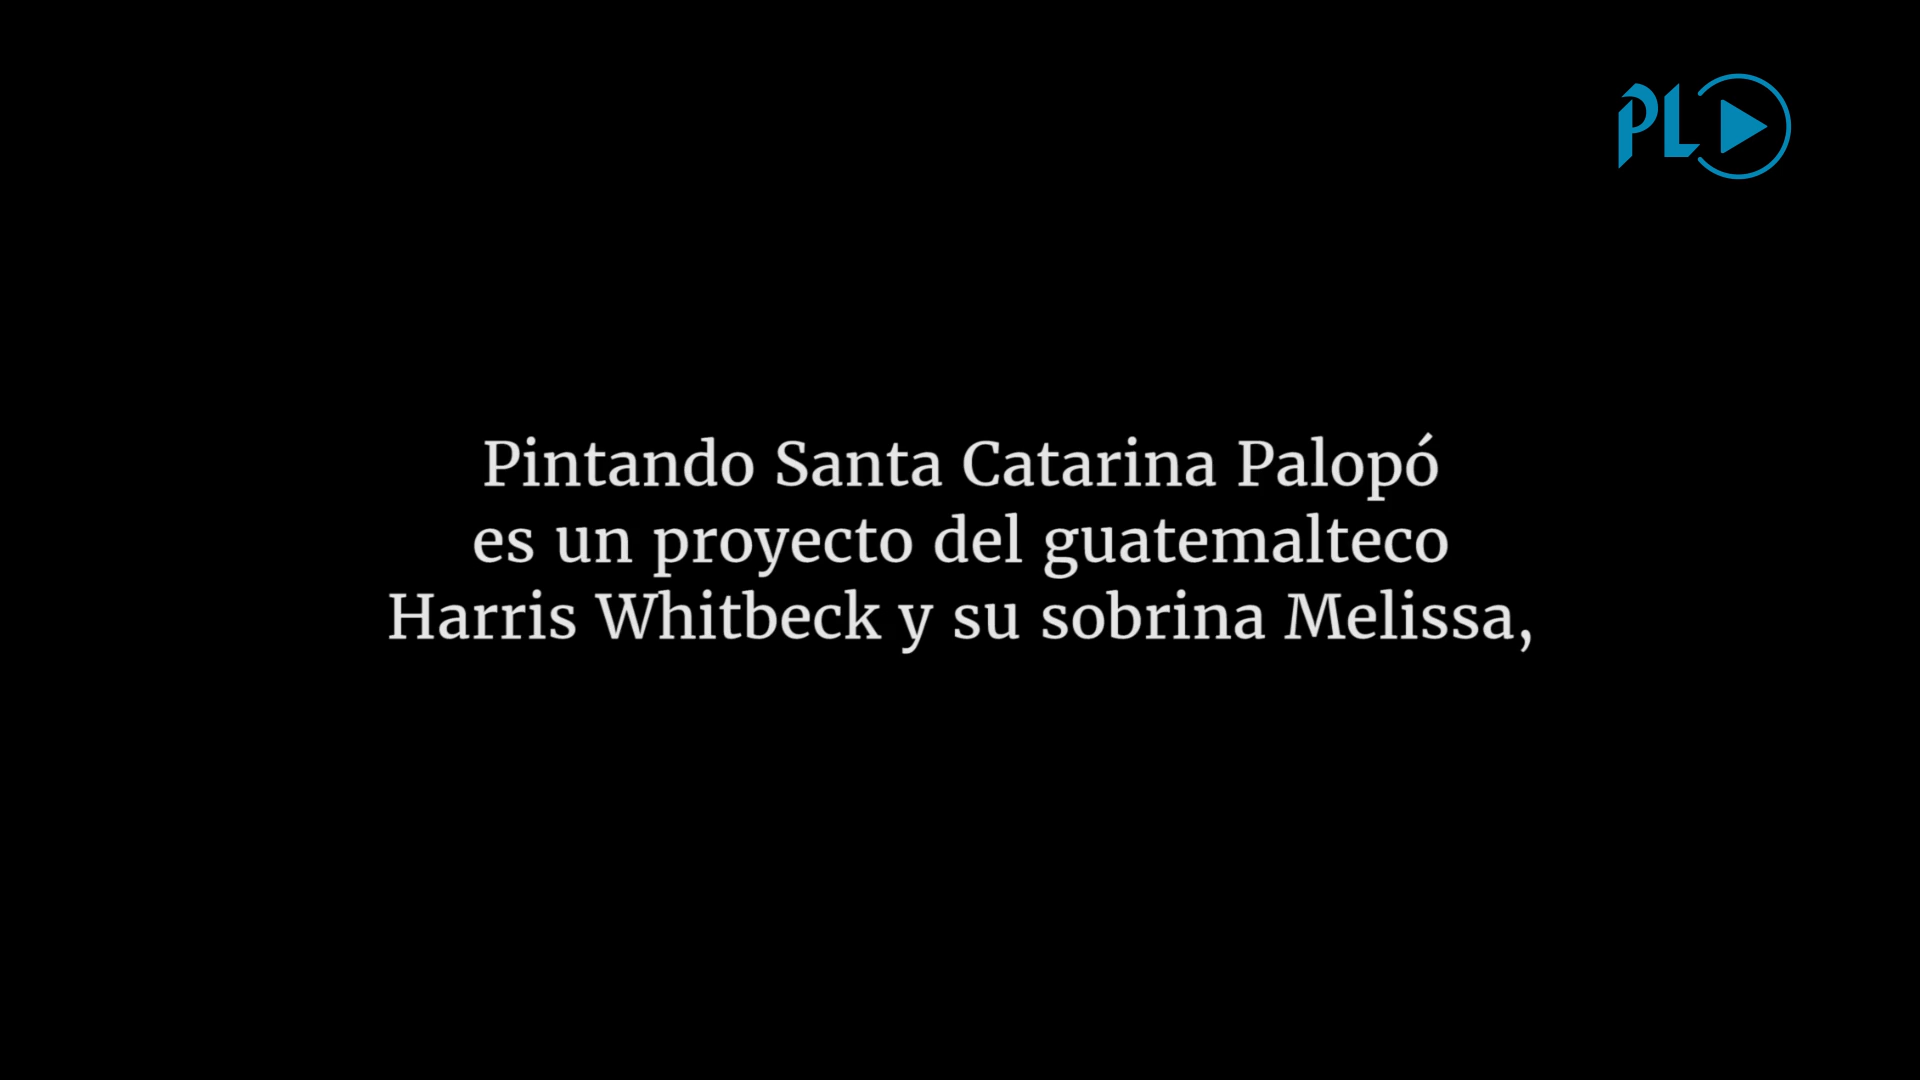 PL
Pintando Santa Catarina Palopó
es un proyecto del guatemalteco
Harris Whitbeck y su sobrina Melissa,